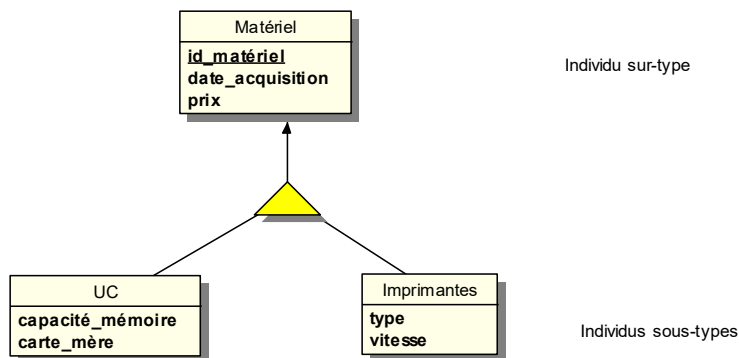 Matériel
id_matériel
date_acquisition
prix
Individu sur-type
UC
capacité_mémoire
carte_mère
Imprimantes
type
vitesse
Individus sous-types